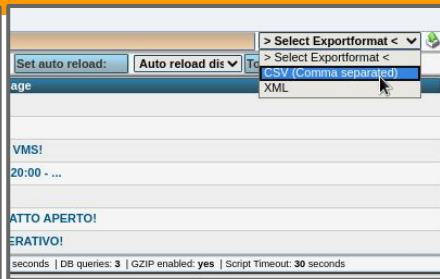 > Select Exportformat <
> Select Exportformat <
Set auto reload: Auto reload dis To
CSV (Comma separated)
age
XML
VMS!
20:00 - ...
ATTO APERTO!
ERATIVO!
seconds | DB queries: 3 | GZIP enabled: yes | Script Timeout: 30 seconds